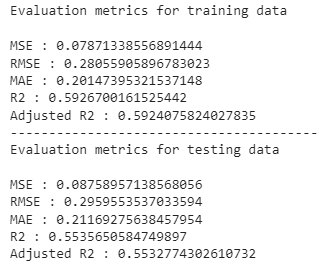 Evaluation metrics for training data
MSE : 0.07871338556891444
RMSE : 0.28055905896783023
MAE : 0.20147395321537148
R2 : 0.5926700161525442
Adjusted R2 : 0.5924075824027835
----------------------------------------
Evaluation metrics for testing data
MSE : 0.08758957138568056
RMSE : 0.2959553537033594
MAE : 0.21169275638457954
R2 : 0.5535650584749897
Adjusted R2 : 0.5532774302610732